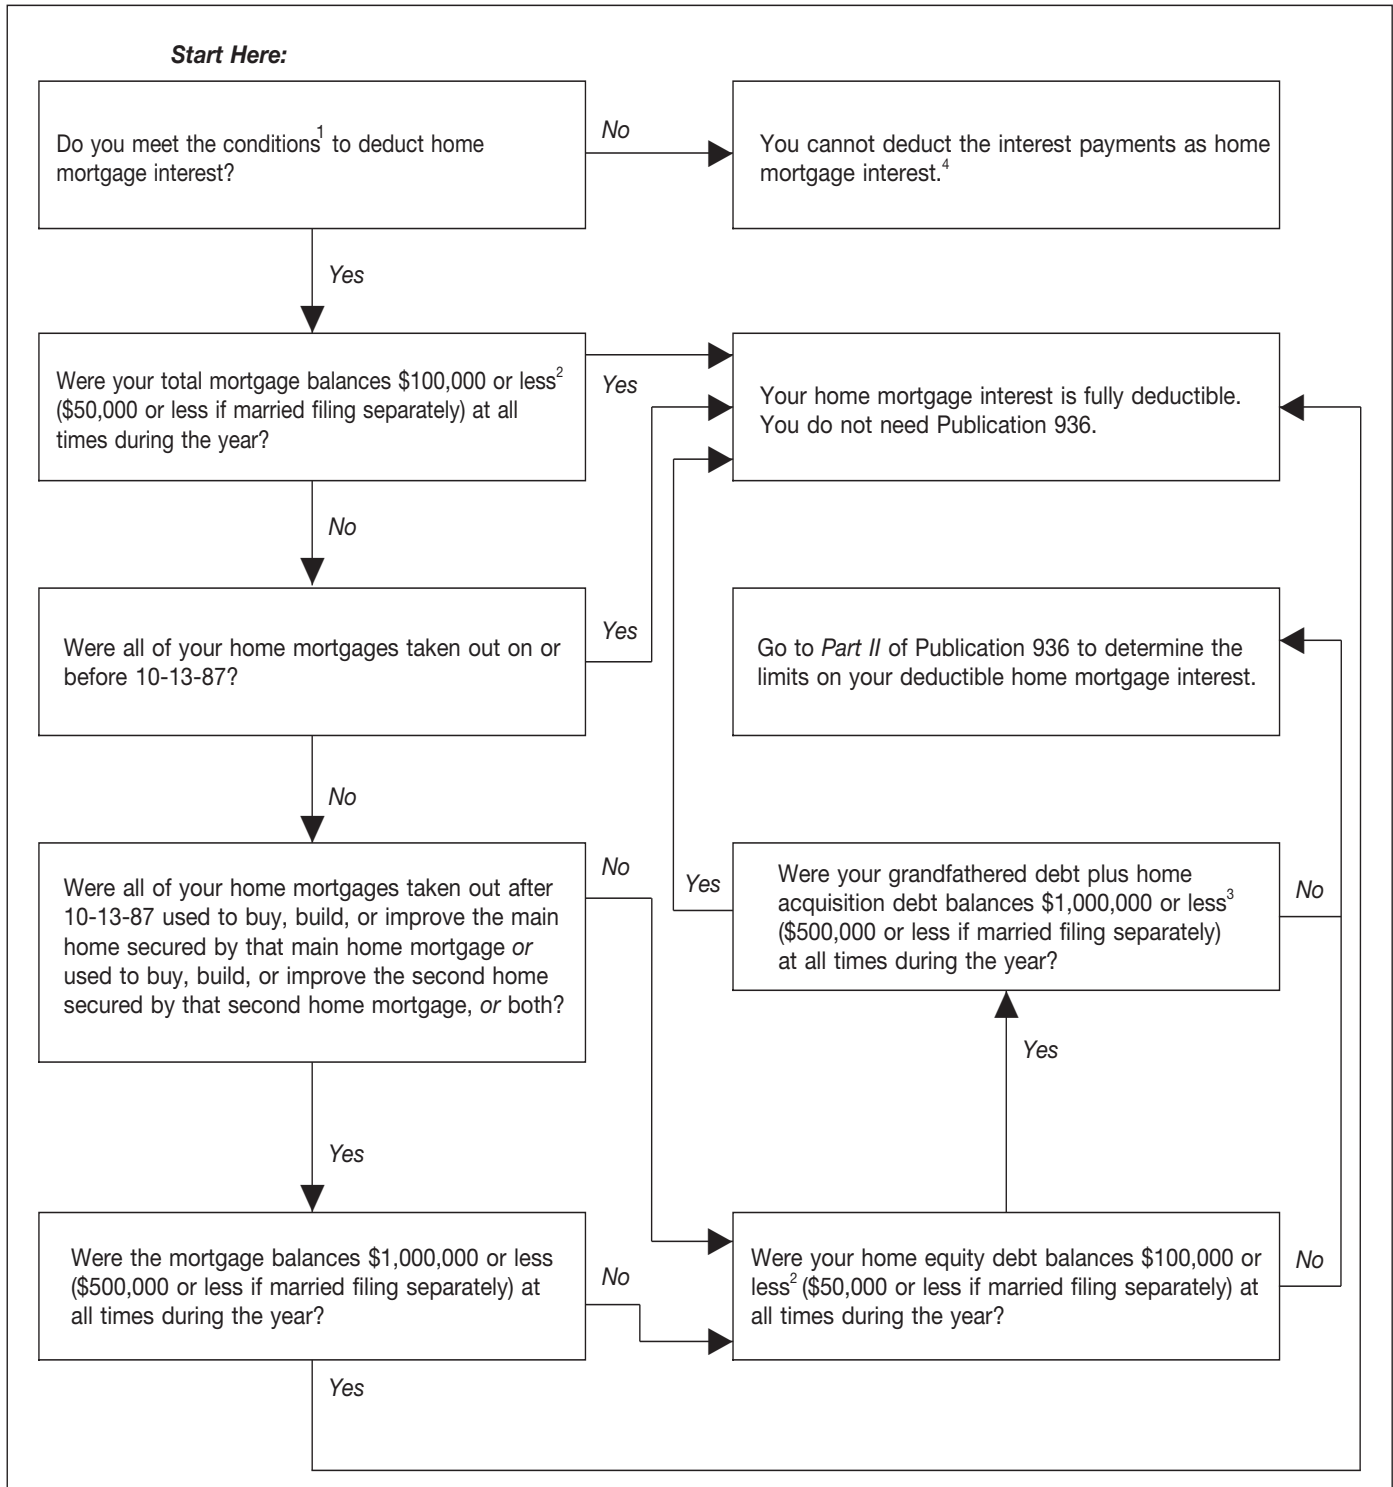 Start Here:
Do you meet the conditions1 to deduct home
mortgage interest?
No
You cannot deduct the interest payments as home
mortgage interest.4
Yes
Were your total mortgage balances $100,000 or less2
($50,000 or less if married filing separately) at all
times during the year?
Yes
Your home mortgage interest is fully deductible.
You do not need Publication 936.
No
Were all of your home mortgages taken out on or
before 10-13-87?
Yes
Go to Part II of Publication 936 to determine the
limits on your deductible home mortgage interest.
No
Were all of your home mortgages taken out after
10-13-87 used to buy, build, or improve the main
home secured by that main home mortgage or
used to buy, build, or improve the second home
secured by that second home mortgage, or both?
No
Yes
Were your grandfathered debt plus home
acquisition debt balances $1,000,000 or less3
($500,000 or less if married filing separately)
at all times during the year?
No
Yes
Yes
Were the mortgage balances $1,000,000 or less
($500,000 or less if married filing separately) at
all times during the year?
No
Were your home equity debt balances $100,000 or
less2 ($50,000 or less if married filing separately) at
all times during the year?
No
Yes